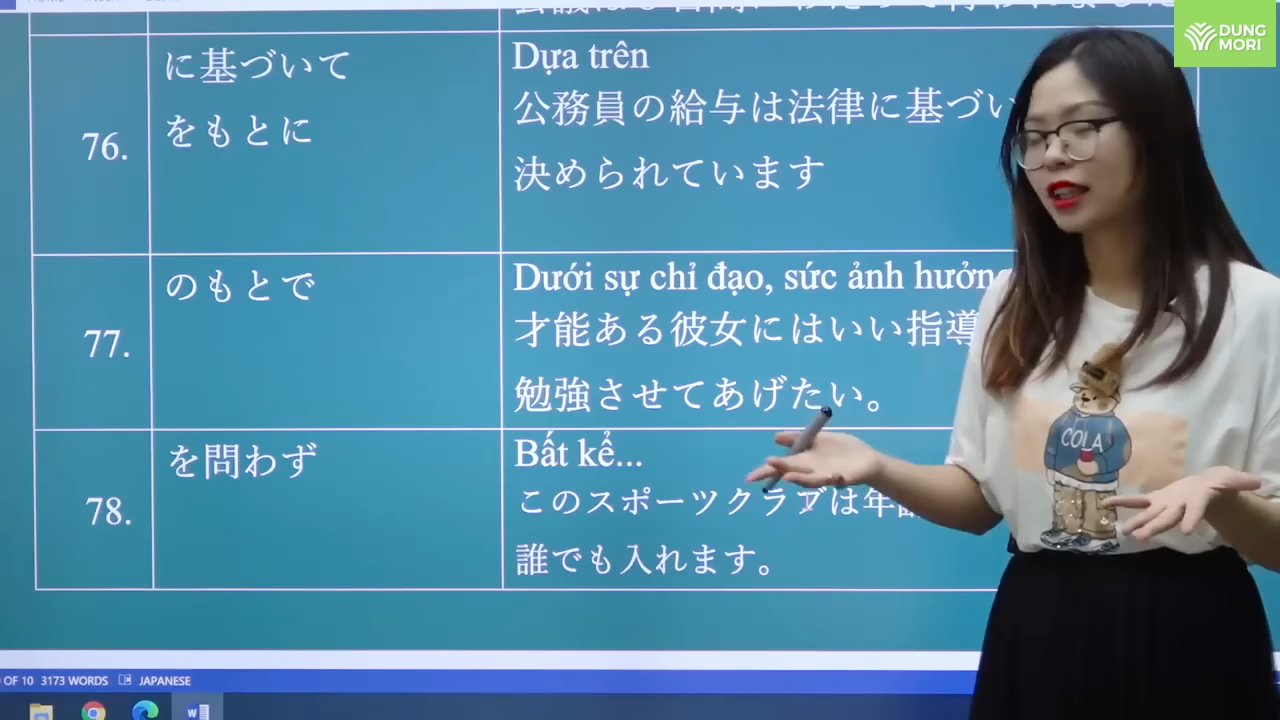 DUNG
MORI
76.
に基づいて
をもとに
Dựa trên
公務員の給与は法律に基づい
決められています
77.
のもとで
Dưới sự chỉ đạo, sức ảnh hưởng
才能ある彼女にはいい指導
勉強させてあげたい。
78.
を問わず
Bất kể...
このスポーツクラブは年齢
誰でも入れます。
COLA
OF 10 3173 WORDS JAPANESE